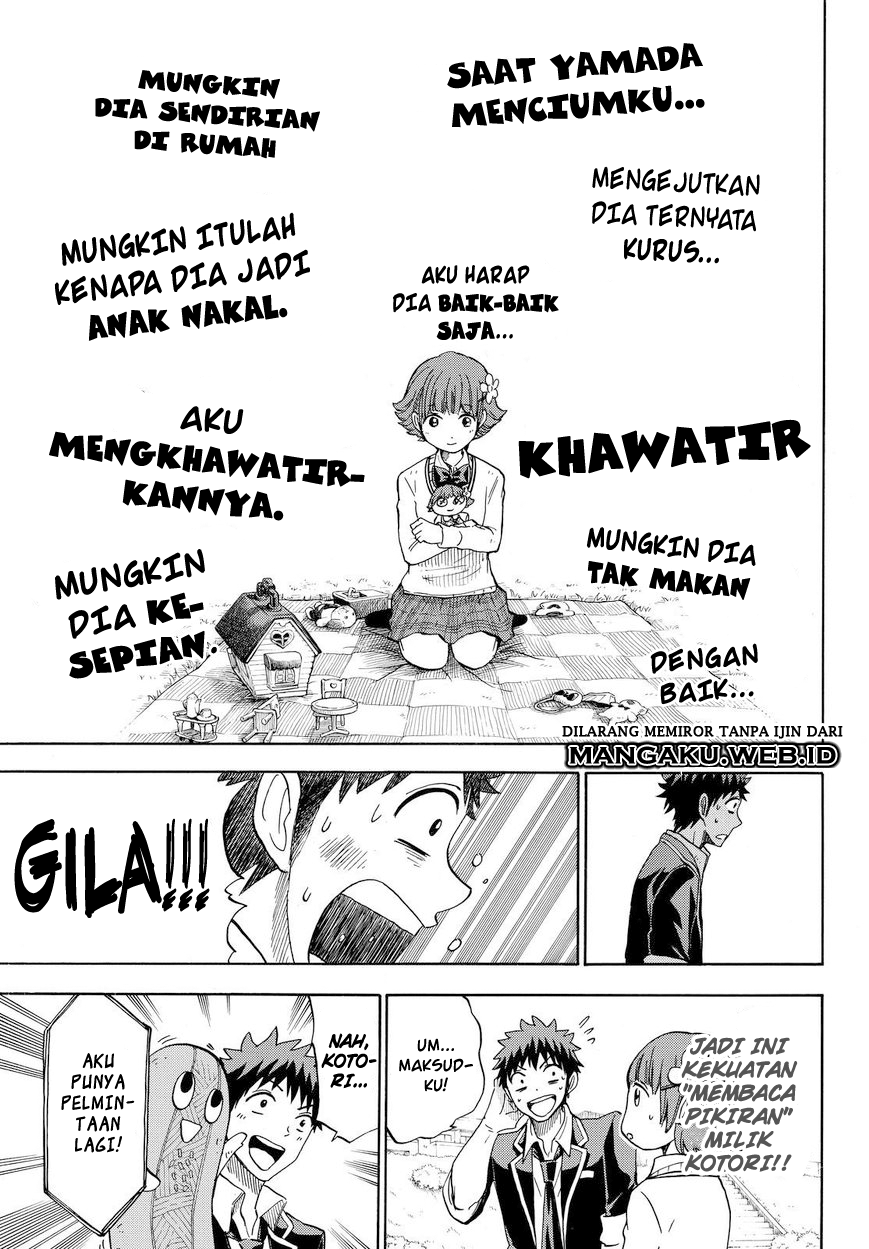 SAAT YAMADA
MENCIUMKU...
MUNGKIN
DIA SENDIRIAN
DI RUMAH
MENGEJUTKAN
DIA TERNYATA
KURUS...
MUNGKIN ITULAH
KENAPA DIA JADI
ANAK NAKAL.
AKU HARAP
DIA BAIK-BAIK
SAJA...
KHAWATIR
AKU
MENGKHAWATIR-
KANNYA.
MUNGKIN DIA
TAK MAKAN
DENGAN
BAIK...
MUNGKIN
DIA KE-
SEPIAN.
DILARANG MEMIROR TANPA IJIN DARI
MANGAKU.WEB.ID
GILA!!!
JADI INI
KEKUATAN
"MEMBACA
PIKIRAN"
MILIK
KOTORI!!
UM...
MAKSUD-
KU!
NAH,
KOTO-
RI...
AKU
PUNYA
PELMIN-
TAAN
LAGI!